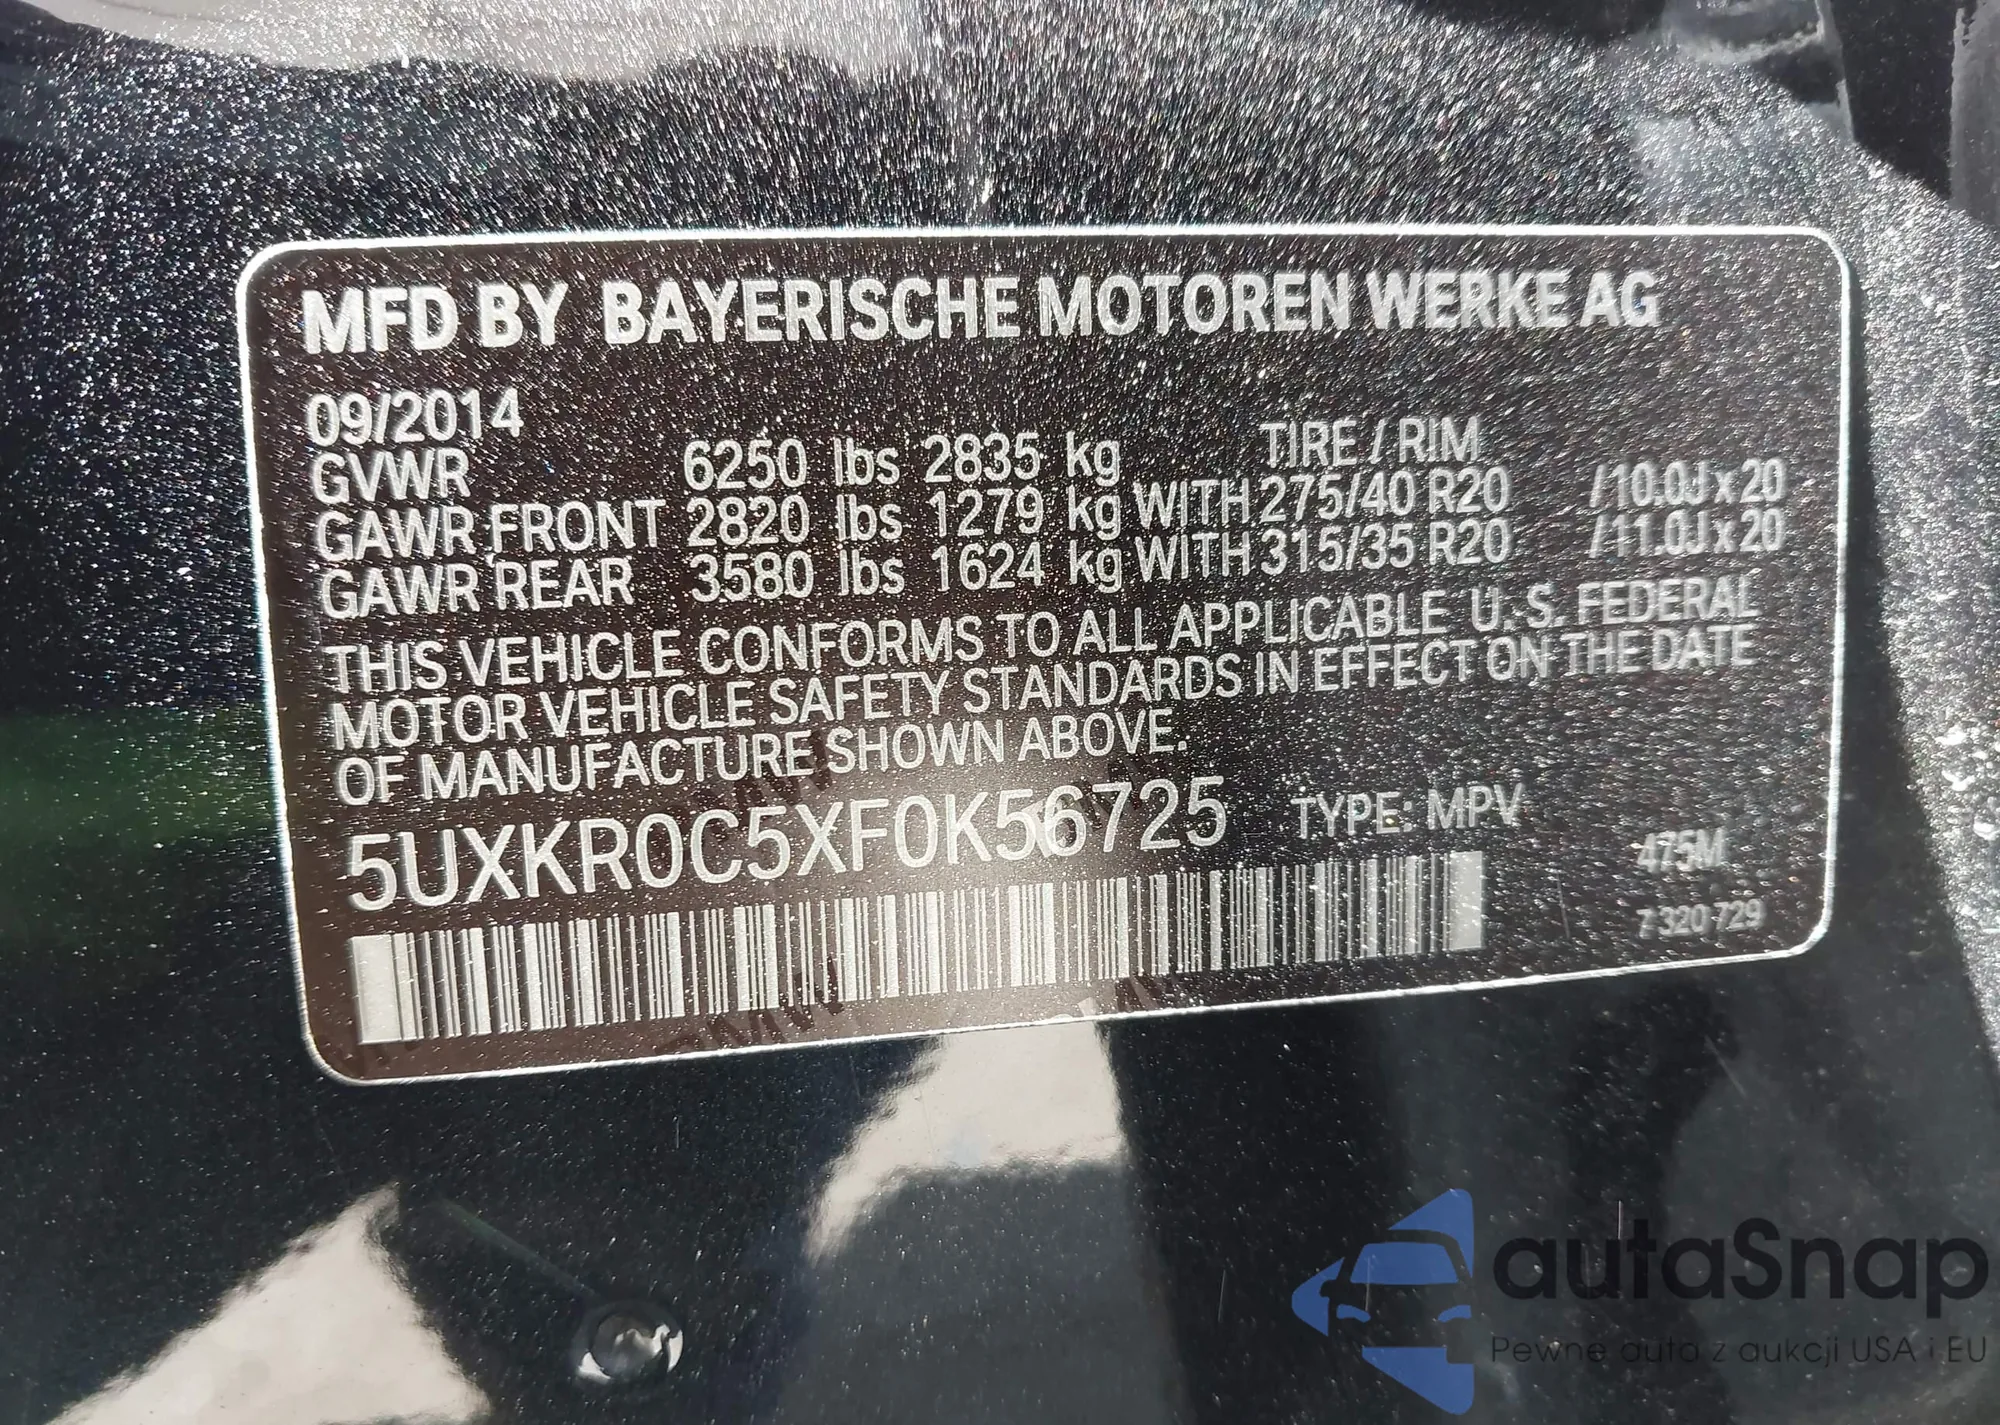 MFD BY BAYERISCHE MOTOREN WERKE AG
09/2014
GVWR 6250 lbs 2835 kg TIRE / RIM
GAWR FRONT 2820 lbs 1279 kg WITH 275/40 R20 /10.0J x 20
GAWR REAR 3580 lbs 1624 kg WITH 315/35 R20 /11.0J x 20
THIS VEHICLE CONFORMS TO ALL APPLICABLE U. S. FEDERAL
MOTOR VEHICLE SAFETY STANDARDS IN EFFECT ON THE DATE
OF MANUFACTURE SHOWN ABOVE.
5UXKR0C5XF0K56725 TYPE: MPV
475M
7 320 729
autaSnap
Pewne auta z aukcji USA i EU